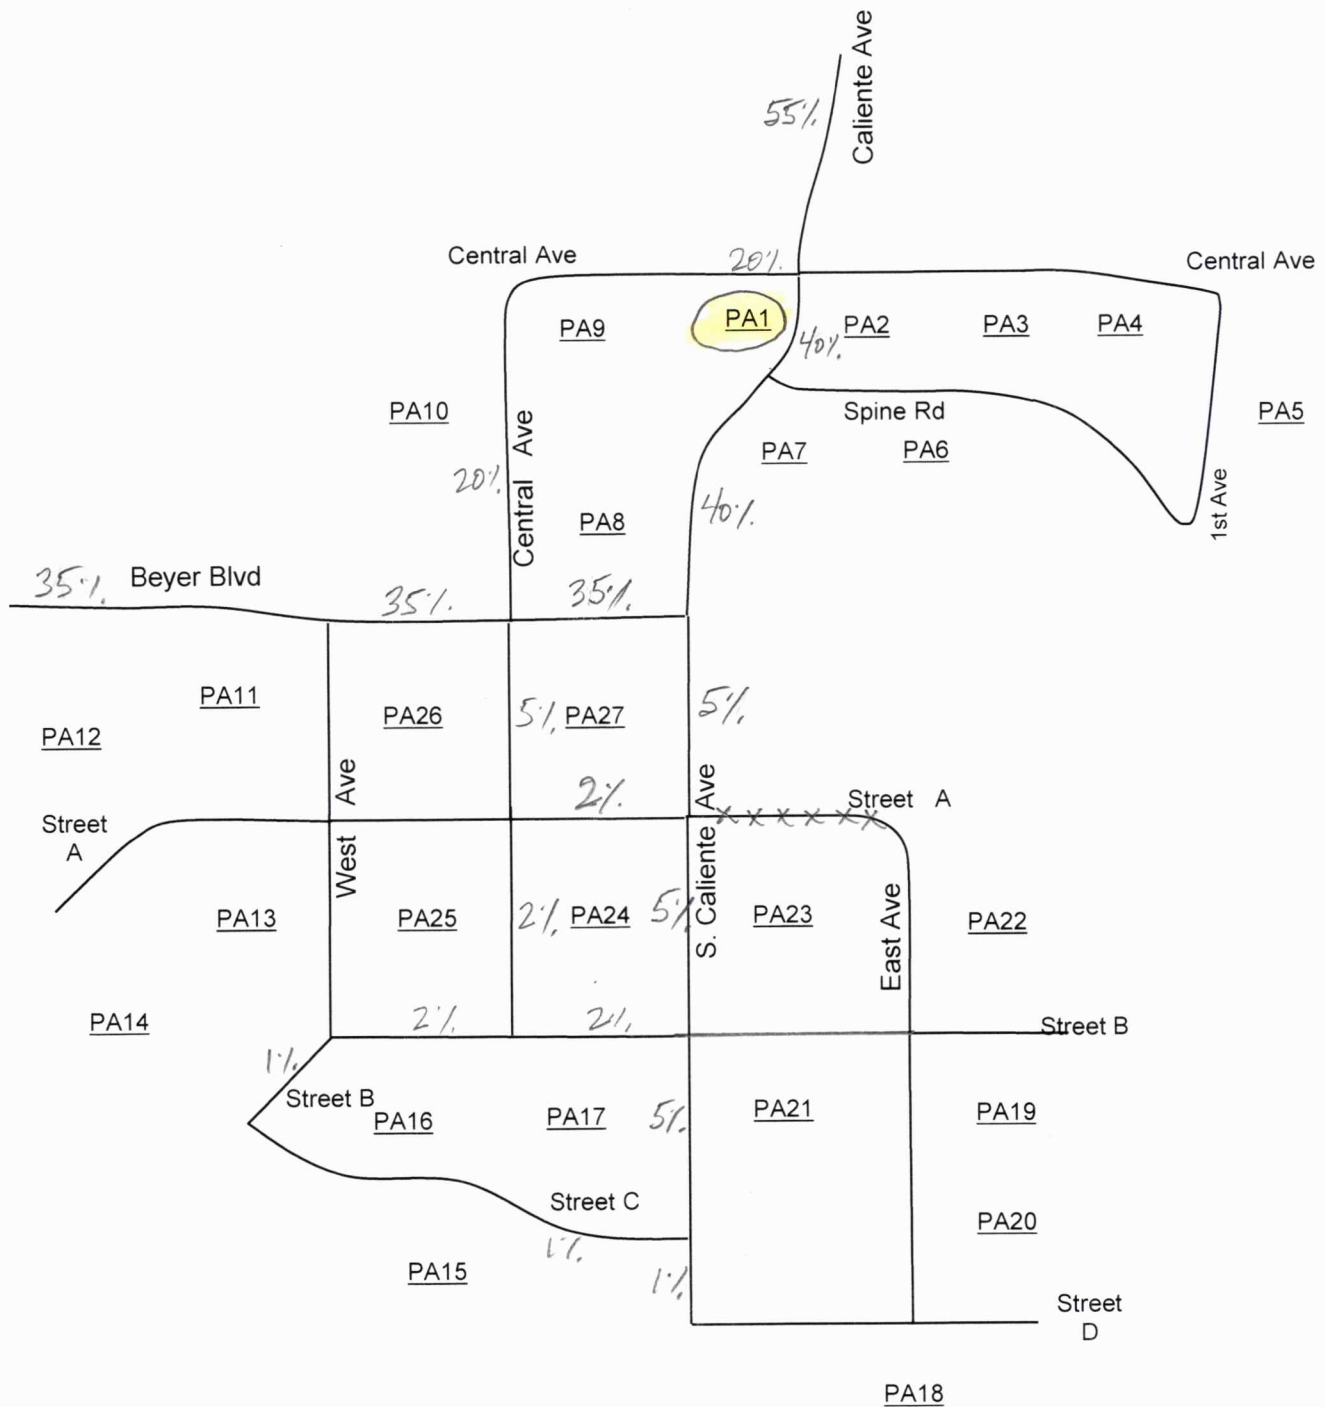 Caliente Ave
55%
Central Ave
20%
Central Ave
PA9
PA1
PA2
PA3
PA4
40%
PA10
Spine Rd
PA5
Central Ave
PA7
PA6
20%
40%
PA8
1st Ave
35%
Beyer Blvd
35%
35%
PA11
PA26
5%
PA27
5%
PA12
West Ave
2%
S. Caliente Ave
Street A
Street
A
PA13
PA25
2%
PA24
5%
PA23
East Ave
PA22
PA14
2%
2%
Street B
1%
Street B
PA16
PA17
5%
PA21
PA19
Street C
PA20
1%
PA15
1%
Street
D
PA18